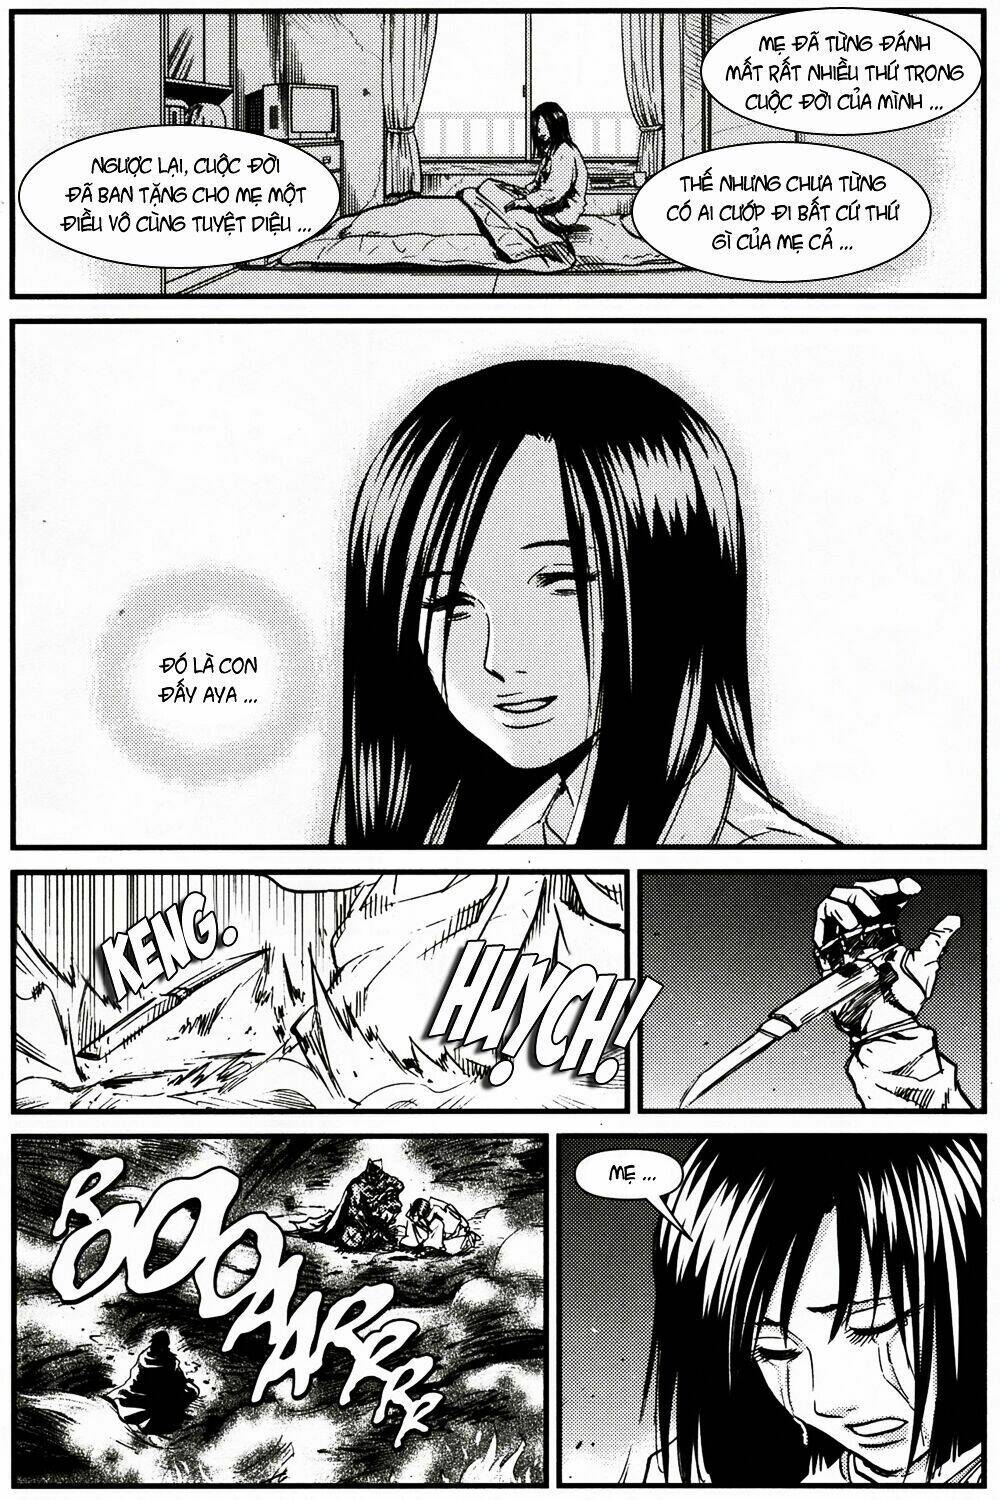 MẸ ĐÃ TỪNG ĐÁNH
MẤT RẤT NHIỀU THỨ TRONG
CUỘC ĐỜI CỦA MÌNH ...
THẾ NHƯNG CHƯA TỪNG
CÓ AI CƯỚP ĐI BẤT CỨ THỨ
GÌ CỦA MẸ CẢ ...
NGƯỢC LẠI, CUỘC ĐỜI
ĐÃ BAN TẶNG CHO MẸ MỘT
ĐIỀU VÔ CÙNG TUYỆT DIỆU ...
ĐÓ LÀ CON
ĐẤY AYA ...
KENG.
HUỴCH!
ROOOOAAARRRRR
MẸ ...